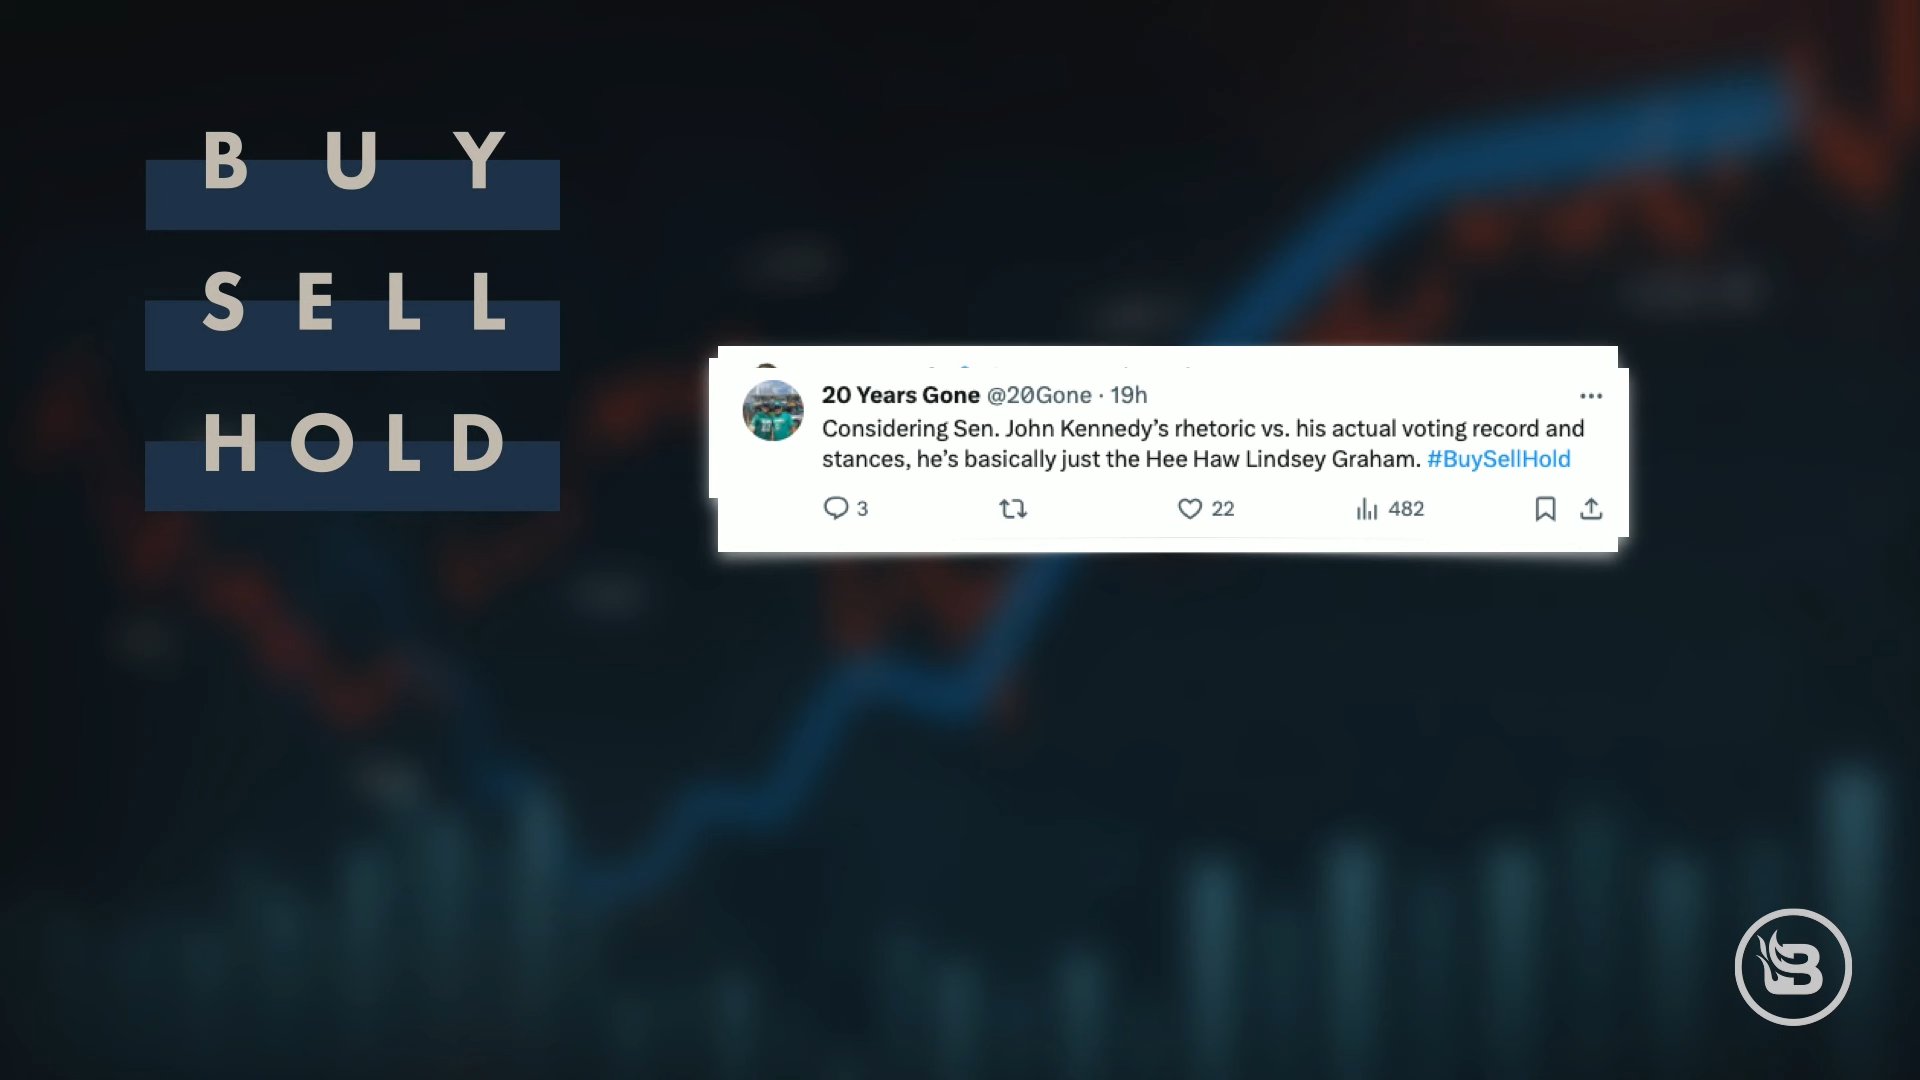 BUY
SELL
HOLD
20 Years Gone @20Gone · 19h
Considering Sen. John Kennedy’s rhetoric vs. his actual voting record and
stances, he’s basically just the Hee Haw Lindsey Graham. #BuySellHold
3 22 482
B